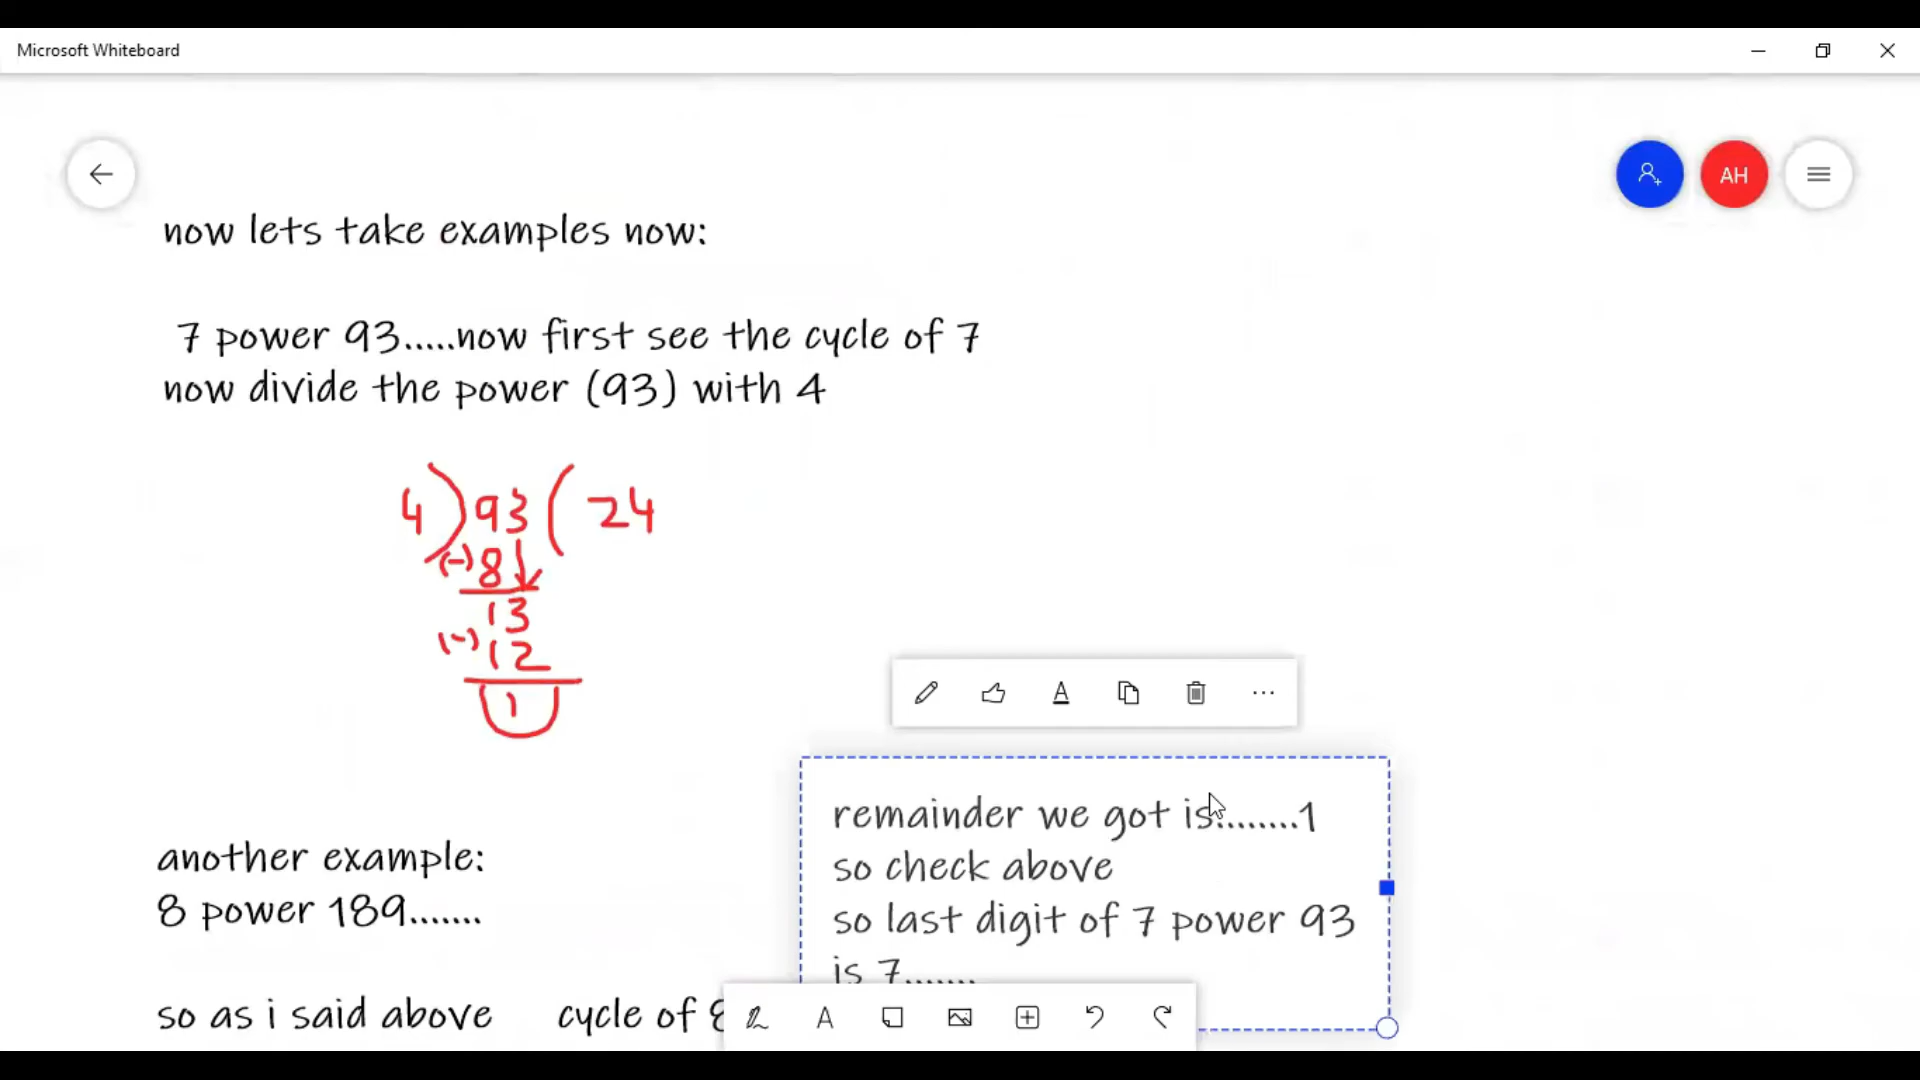 Microsoft Whiteboard
AH
now lets take examples now:
7 power 93.....now first see the cycle of 7
now divide the power (93) with 4
4) 93 ( 24
(-) 8
13
(-) 12
1
remainder we got is........1
so check above
so last digit of 7 power 93
is 7.......
another example:
8 power 189.......
so as i said above cycle of 8